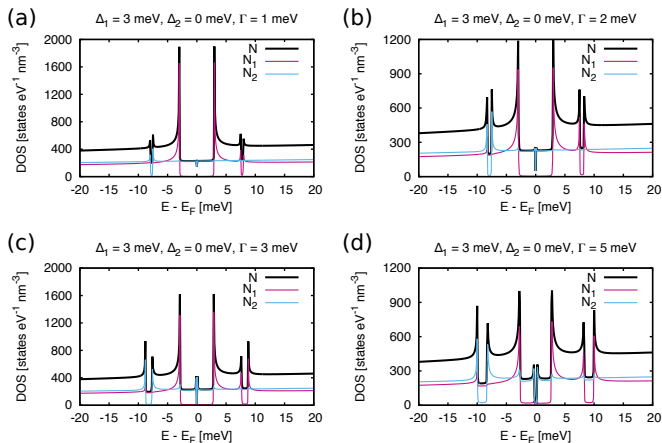 (a)
Δ₁ = 3 meV, Δ₂ = 0 meV, Γ = 1 meV
DOS [states eV⁻¹ nm⁻³]
2000
1600
1200
800
400
0
N
N₁
N₂
-20 -15 -10 -5 0 5 10 15 20
E - E_F [meV]
(b)
Δ₁ = 3 meV, Δ₂ = 0 meV, Γ = 2 meV
DOS [states eV⁻¹ nm⁻³]
1200
900
600
300
0
N
N₁
N₂
-20 -15 -10 -5 0 5 10 15 20
E - E_F [meV]
(c)
Δ₁ = 3 meV, Δ₂ = 0 meV, Γ = 3 meV
DOS [states eV⁻¹ nm⁻³]
2000
1600
1200
800
400
0
N
N₁
N₂
-20 -15 -10 -5 0 5 10 15 20
E - E_F [meV]
(d)
Δ₁ = 3 meV, Δ₂ = 0 meV, Γ = 5 meV
DOS [states eV⁻¹ nm⁻³]
1200
900
600
300
0
N
N₁
N₂
-20 -15 -10 -5 0 5 10 15 20
E - E_F [meV]